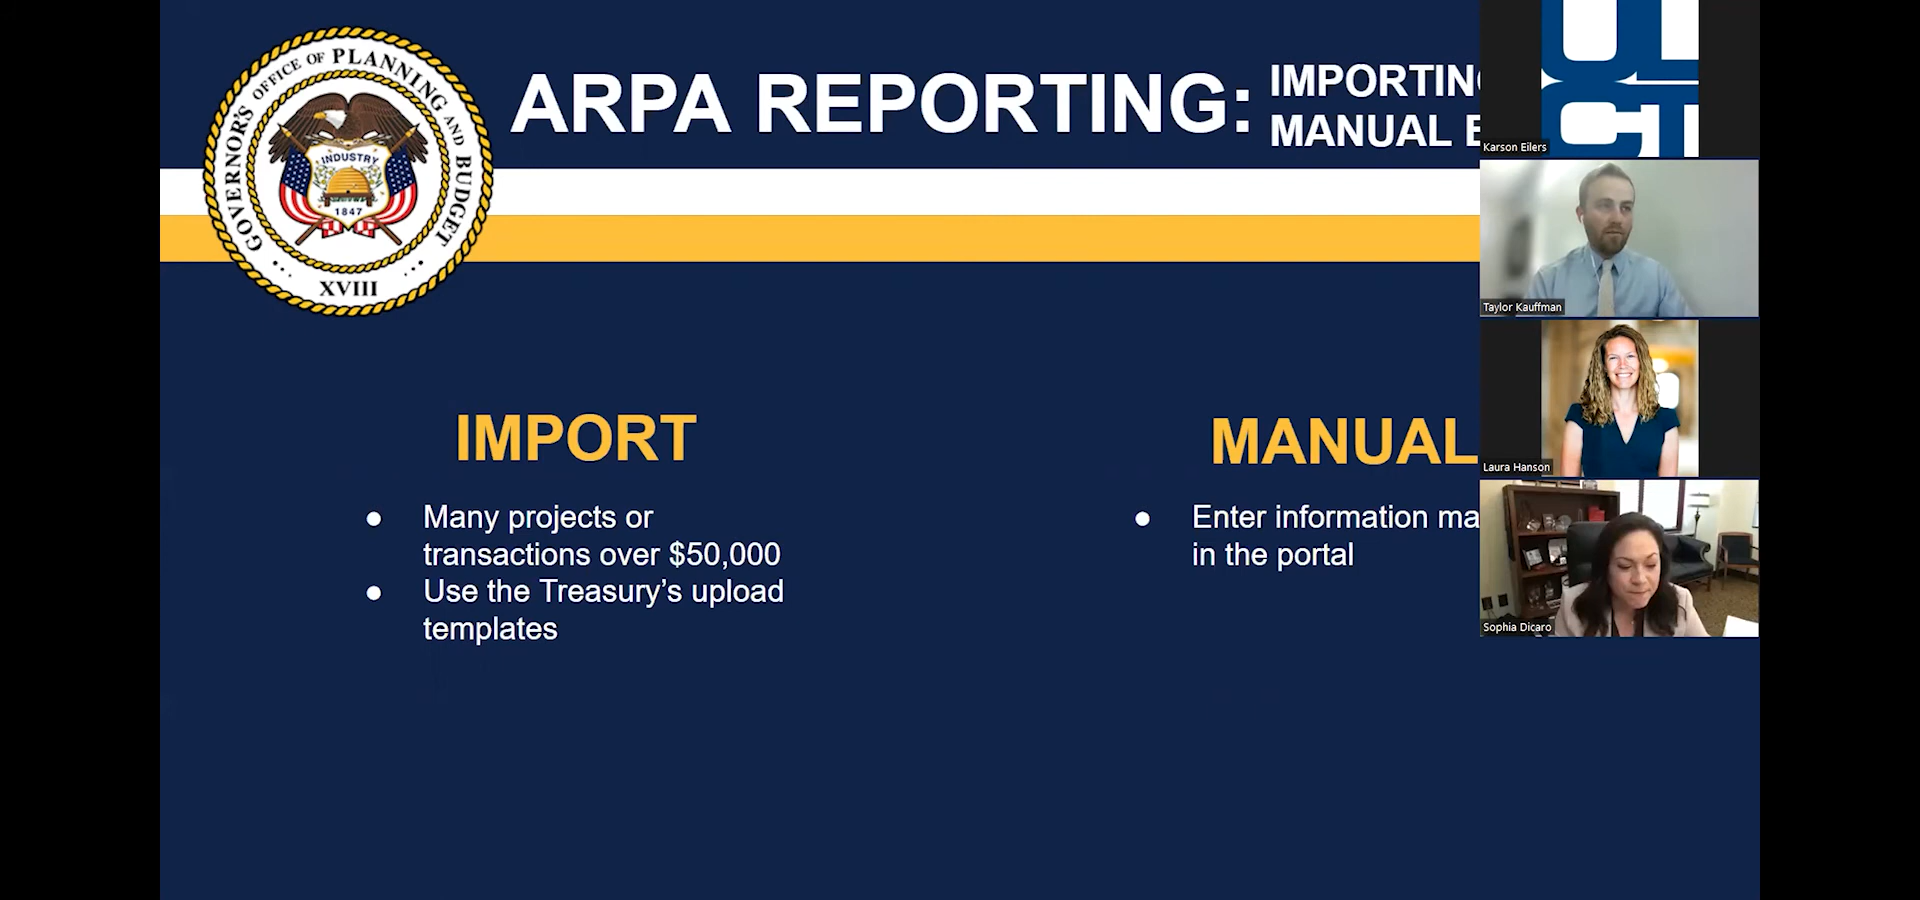 GOVERNOR'S OFFICE OF PLANNING AND BUDGET
INDUSTRY
1847
XVIII
ARPA REPORTING:
IMPORTING
MANUAL E
IMPORT
● Many projects or
transactions over $50,000
● Use the Treasury’s upload
templates
MANUAL
● Enter information ma
in the portal
Karson Eilers
Taylor Kauffman
Laura Hanson
Sophia Dicaro